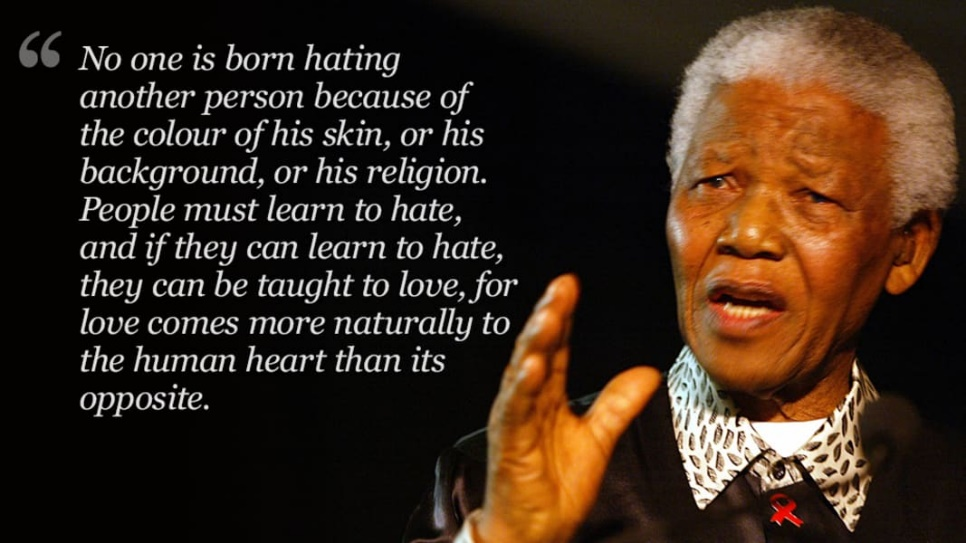 “ No one is born hating
another person because of
the colour of his skin, or his
background, or his religion.
People must learn to hate,
and if they can learn to hate,
they can be taught to love, for
love comes more naturally to
the human heart than its
opposite.